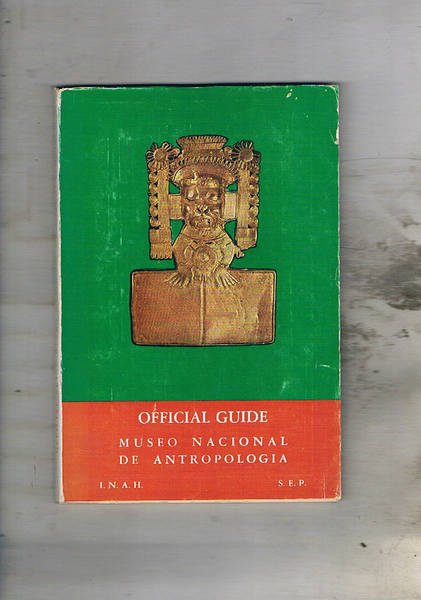 OFFICIAL GUIDE
MUSEO NACIONAL
DE ANTROPOLOGIA
I.N.A.H. S.E.P.